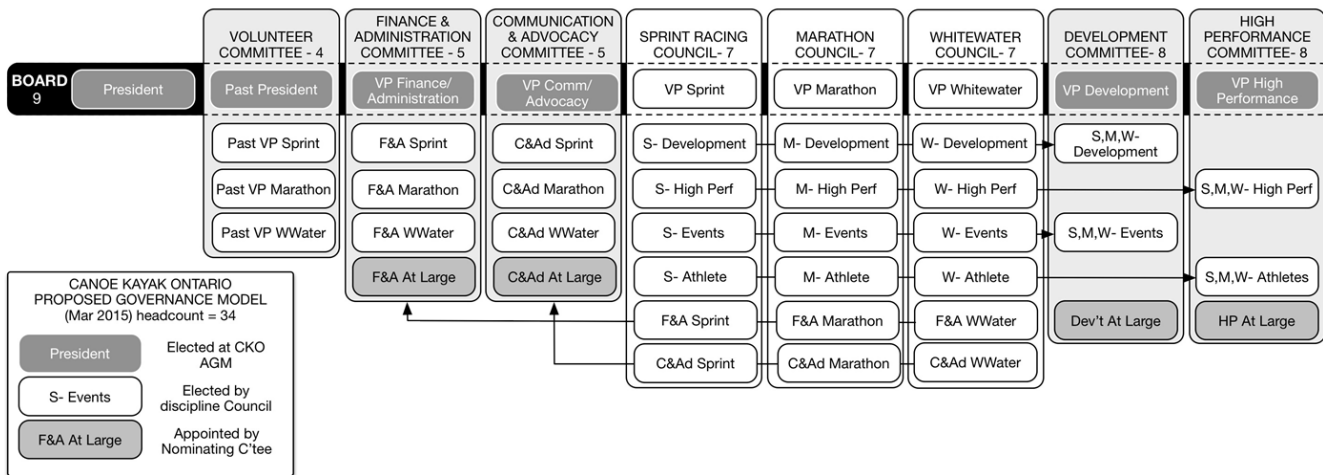 VOLUNTEER
COMMITTEE - 4
FINANCE &
ADMINISTRATION
COMMITTEE - 5
COMMUNICATION
& ADVOCACY
COMMITTEE - 5
SPRINT RACING
COUNCIL- 7
MARATHON
COUNCIL- 7
WHITEWATER
COUNCIL- 7
DEVELOPMENT
COMMITTEE- 8
HIGH
PERFORMANCE
COMMITTEE- 8
BOARD
9
President
Past President
VP Finance/
Administration
VP Comm/
Advocacy
VP Sprint
VP Marathon
VP Whitewater
VP Development
VP High
Performance
Past VP Sprint
F&A Sprint
C&Ad Sprint
S- Development
M- Development
W- Development
S,M,W-
Development
Past VP Marathon
F&A Marathon
C&Ad Marathon
S- High Perf
M- High Perf
W- High Perf
S,M,W- High Perf
Past VP WWater
F&A WWater
C&Ad WWater
S- Events
M- Events
W- Events
S,M,W- Events
F&A At Large
C&Ad At Large
S- Athlete
M- Athlete
W- Athlete
S,M,W- Athletes
F&A Sprint
F&A Marathon
F&A WWater
Dev't At Large
HP At Large
C&Ad Sprint
C&Ad Marathon
C&Ad WWater
CANOE KAYAK ONTARIO
PROPOSED GOVERNANCE MODEL
(Mar 2015) headcount = 34
President
Elected at CKO
AGM
S- Events
Elected by
discipline Council
F&A At Large
Appointed by
Nominating C'tee